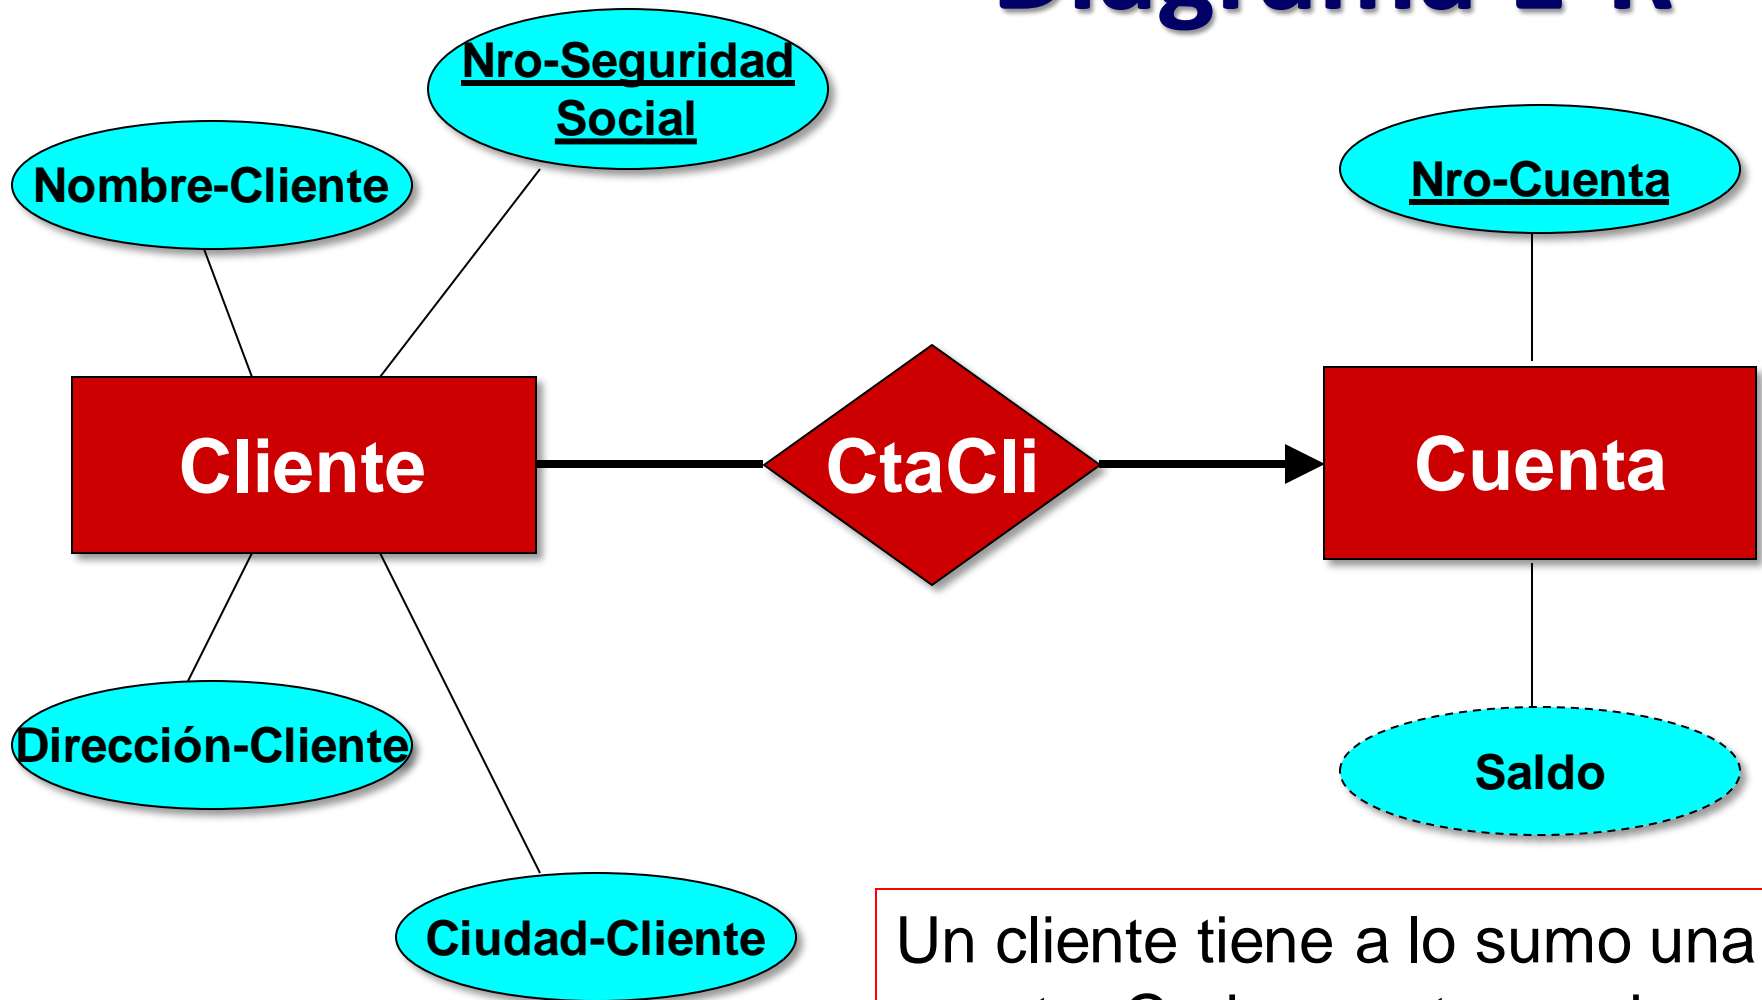 Diagrama E-R
Nro-Seguridad
Social
Nombre-Cliente
Nro-Cuenta
Cliente
CtaCli
Cuenta
Dirección-Cliente
Saldo
Ciudad-Cliente
Un cliente tiene a lo sumo una